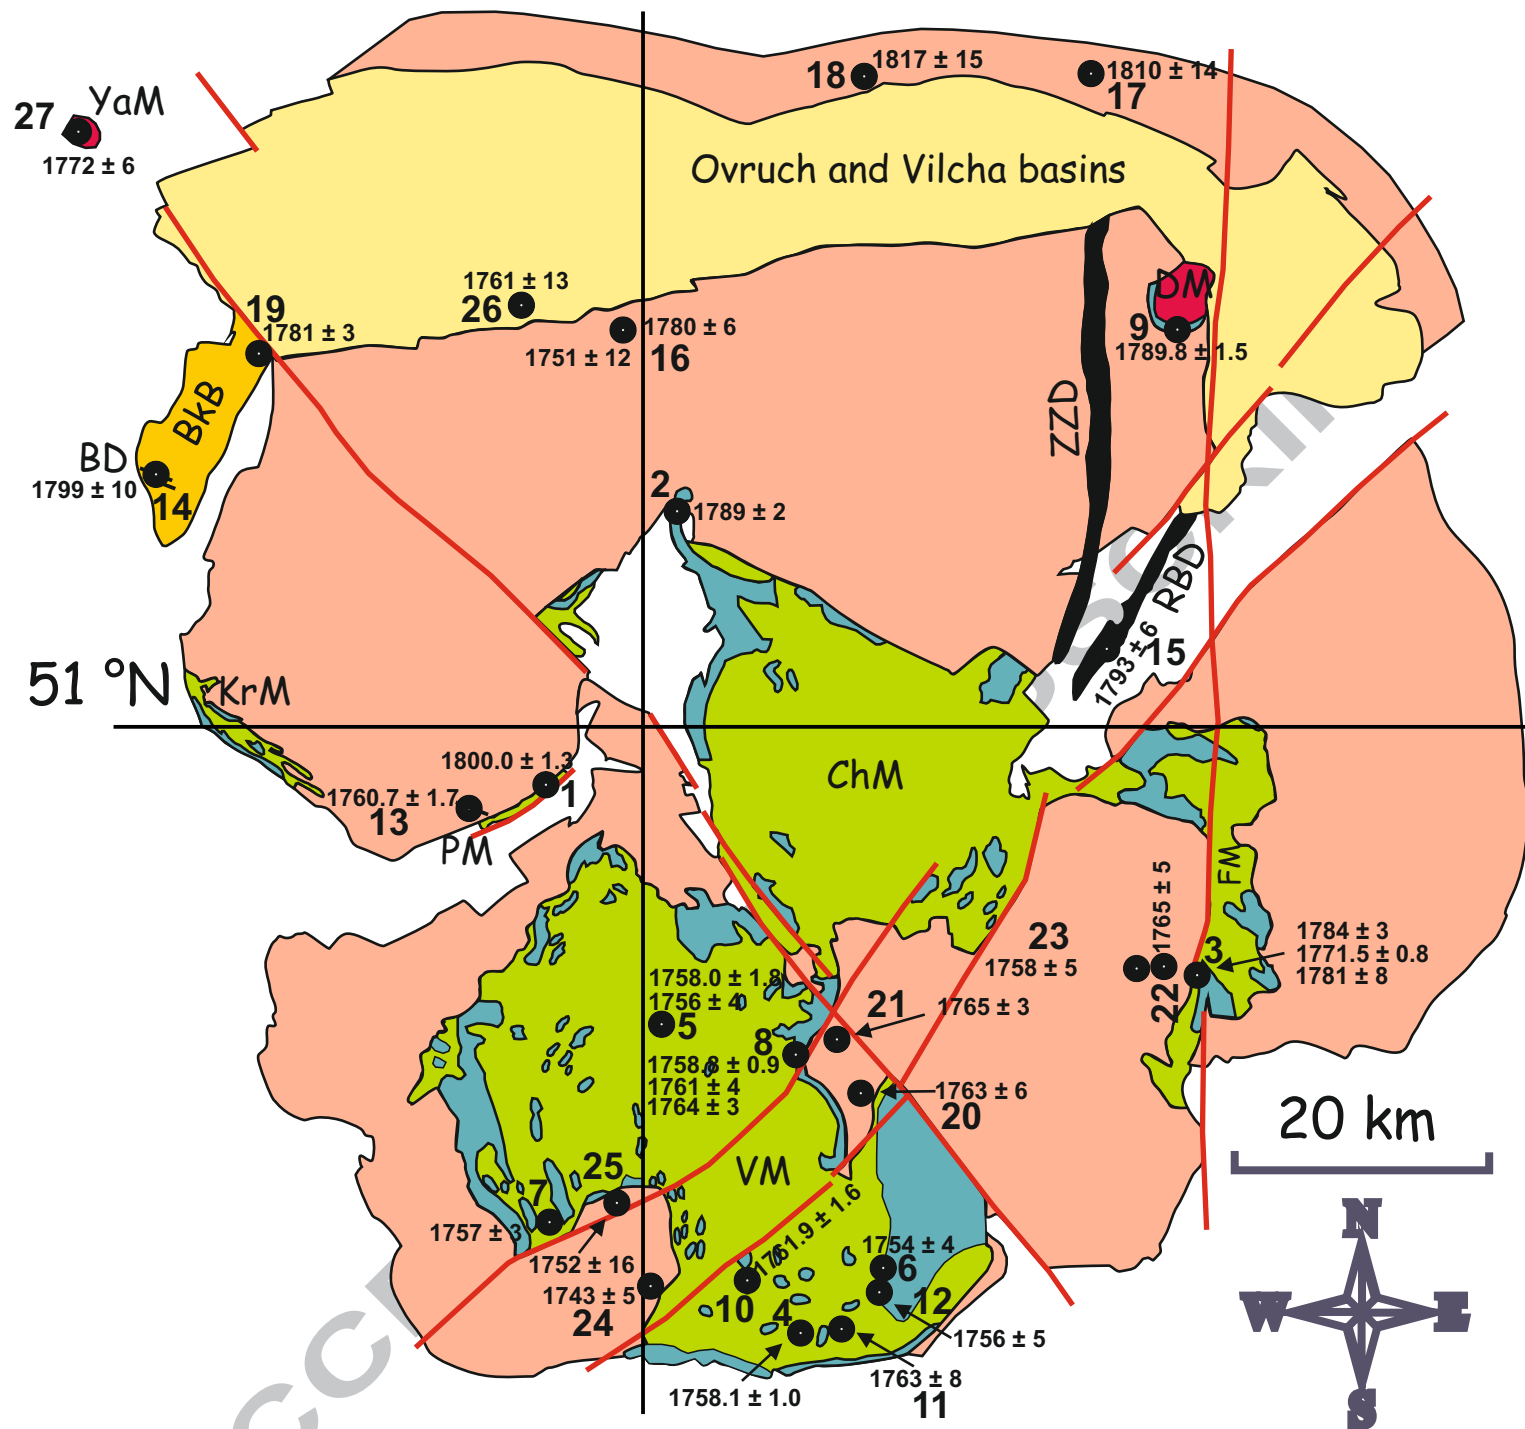 1817 ± 15
18
1810 ± 14
17
YaM
27
1772 ± 6
Ovruch and Vilcha basins
1761 ± 13
26
19
1781 ± 3
1780 ± 6
1751 ± 12
16
DM
9
1789.8 ± 1.5
BkB
ZZD
BD
1799 ± 10
14
2
1789 ± 2
RBD
1793 ± 6
15
51 °N
KrM
1800.0 ± 1.3
1
1760.7 ± 1.7
13
PM
ChM
FM
1765 ± 5
23
1758 ± 5
22
3
1784 ± 3
1771.5 ± 0.8
1781 ± 8
1758.0 ± 1.8
1756 ± 4
5
21
1765 ± 3
8
1758.8 ± 0.9
1761 ± 4
1764 ± 3
1763 ± 6
20
20 km
VM
25
7
1757 ± 3
1752 ± 16
1743 ± 5
24
1761.9 ± 1.6
10
1754 ± 4
6
12
4
1756 ± 5
1763 ± 8
11
1758.1 ± 1.0
N
W
E
S